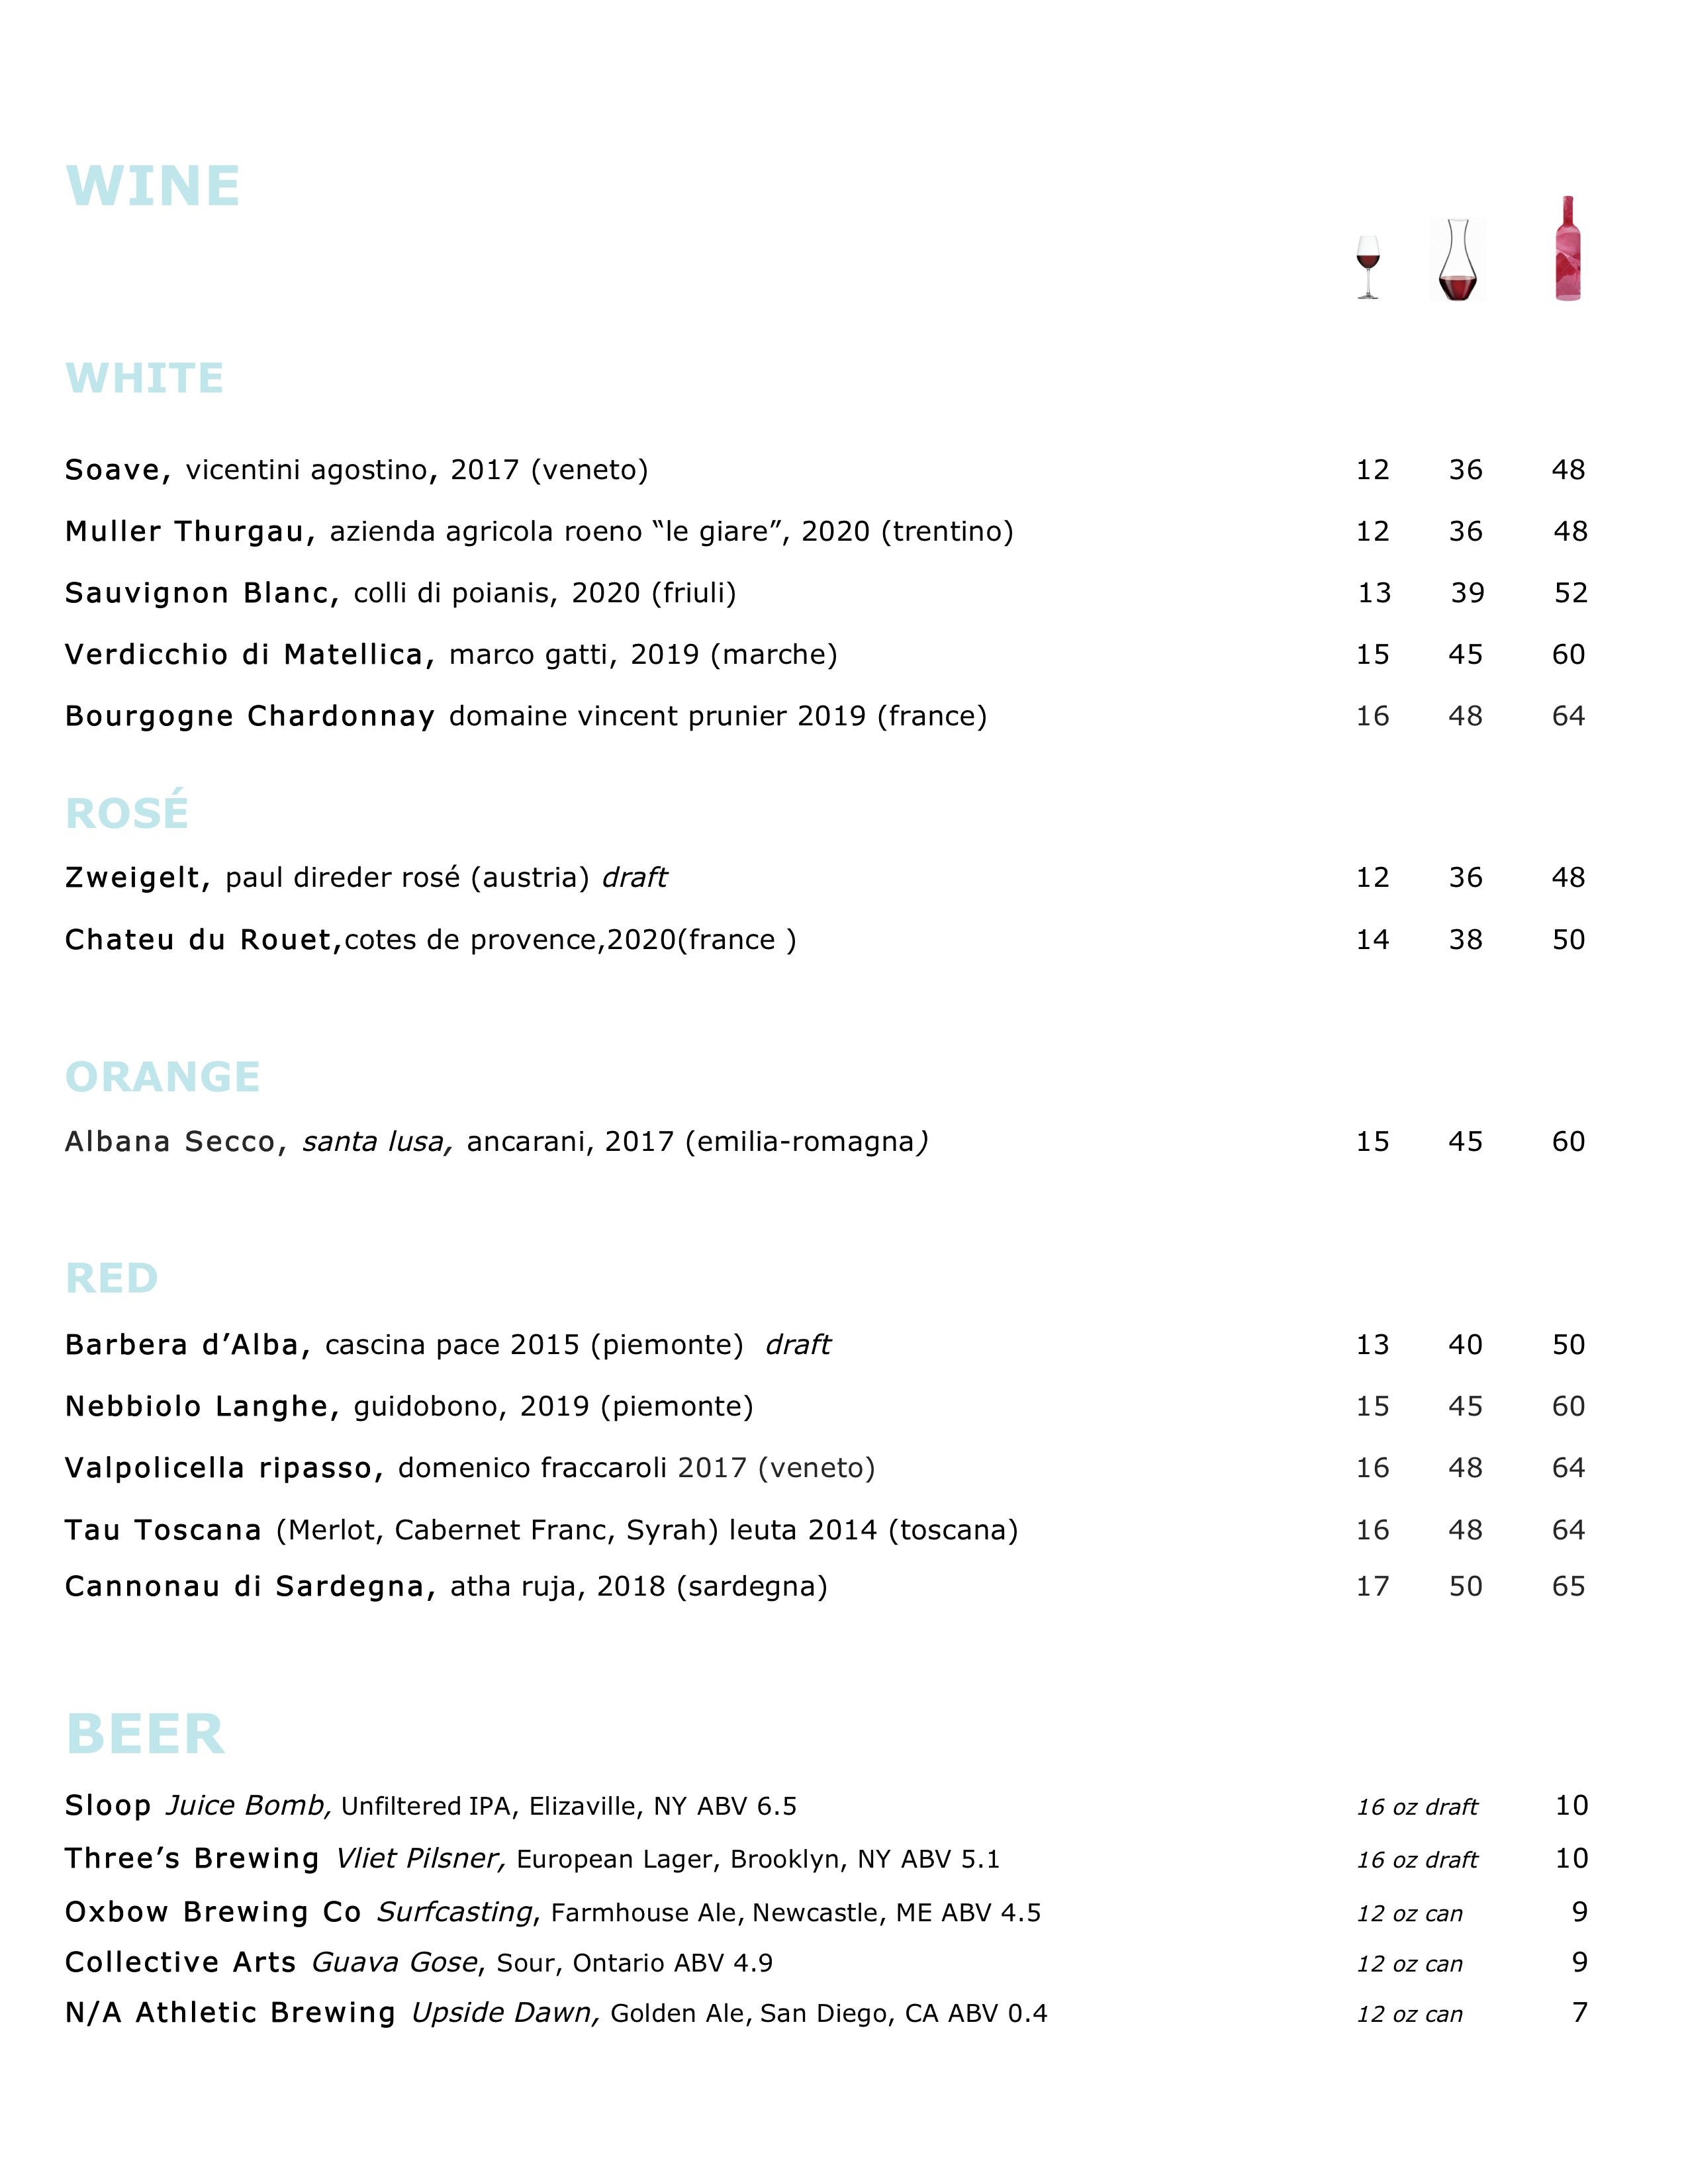 WINE
WHITE
Soave, vicentini agostino, 2017 (veneto) 12 36 48
Muller Thurgau, azienda agricola roeno “le giare”, 2020 (trentino) 12 36 48
Sauvignon Blanc, colli di poianis, 2020 (friuli) 13 39 52
Verdicchio di Matellica, marco gatti, 2019 (marche) 15 45 60
Bourgogne Chardonnay domaine vincent prunier 2019 (france) 16 48 64
ROSÉ
Zweigelt, paul direder rosé (austria) draft 12 36 48
Chateu du Rouet,cotes de provence,2020(france ) 14 38 50
ORANGE
Albana Secco, santa lusa, ancarani, 2017 (emilia-romagna) 15 45 60
RED
Barbera d’Alba, cascina pace 2015 (piemonte) draft 13 40 50
Nebbiolo Langhe, guidobono, 2019 (piemonte) 15 45 60
Valpolicella ripasso, domenico fraccaroli 2017 (veneto) 16 48 64
Tau Toscana (Merlot, Cabernet Franc, Syrah) leuta 2014 (toscana) 16 48 64
Cannonau di Sardegna, atha ruja, 2018 (sardegna) 17 50 65
BEER
Sloop Juice Bomb, Unfiltered IPA, Elizaville, NY ABV 6.5 16 oz draft 10
Three’s Brewing Vliet Pilsner, European Lager, Brooklyn, NY ABV 5.1 16 oz draft 10
Oxbow Brewing Co Surfcasting, Farmhouse Ale, Newcastle, ME ABV 4.5 12 oz can 9
Collective Arts Guava Gose, Sour, Ontario ABV 4.9 12 oz can 9
N/A Athletic Brewing Upside Dawn, Golden Ale, San Diego, CA ABV 0.4 12 oz can 7